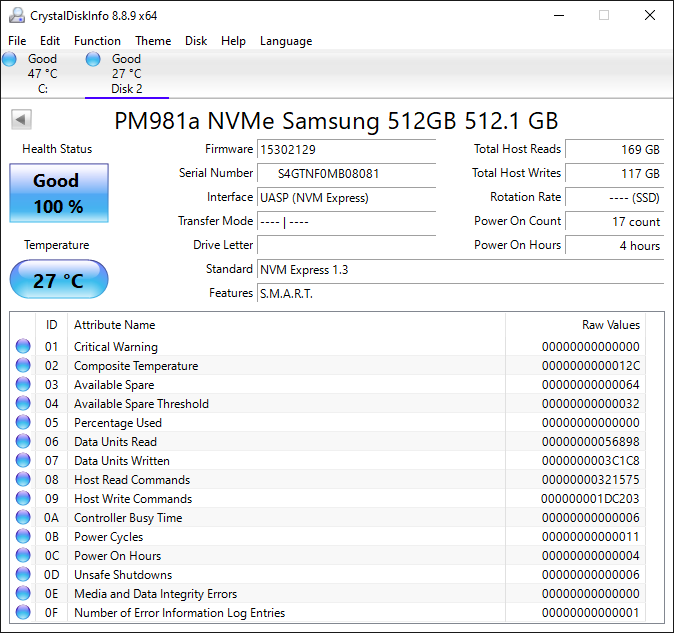 CrystalDiskInfo 8.8.9 x64
File Edit Function Theme Disk Help Language
Good Good
47 °C 27 °C
C: Disk 2
PM981a NVMe Samsung 512GB 512.1 GB
Health Status
Good
100 %
Temperature
27 °C
Firmware 15302129
Serial Number S4GTNF0MB08081
Interface UASP (NVM Express)
Transfer Mode ---- | ----
Drive Letter
Standard NVM Express 1.3
Features S.M.A.R.T.
Total Host Reads 169 GB
Total Host Writes 117 GB
Rotation Rate ---- (SSD)
Power On Count 17 count
Power On Hours 4 hours
ID Attribute Name Raw Values
01 Critical Warning 00000000000000
02 Composite Temperature 0000000000012C
03 Available Spare 00000000000064
04 Available Spare Threshold 00000000000032
05 Percentage Used 00000000000000
06 Data Units Read 00000000056898
07 Data Units Written 0000000003C1C8
08 Host Read Commands 00000000321575
09 Host Write Commands 000000001DC203
0A Controller Busy Time 00000000000006
0B Power Cycles 00000000000011
0C Power On Hours 00000000000004
0D Unsafe Shutdowns 00000000000006
0E Media and Data Integrity Errors 00000000000000
0F Number of Error Information Log Entries 00000000000001